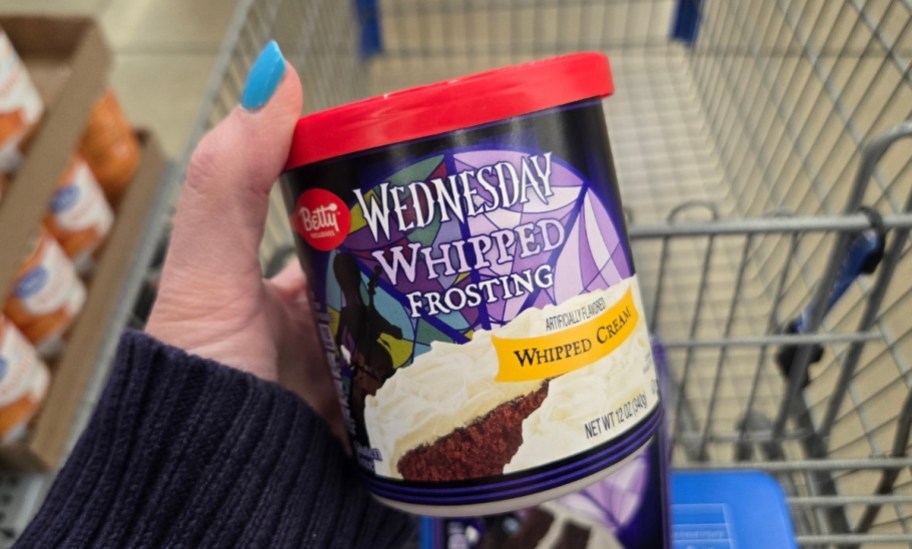 Betty
WEDNESDAY
WHIPPED
FROSTING
ARTIFICIALLY FLAVORED
WHIPPED CREAM
NET WT 12 OZ (340g)